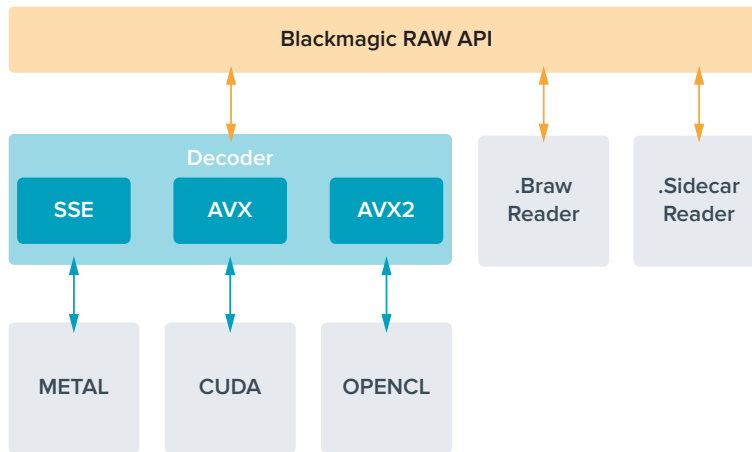 Blackmagic RAW API
Decoder
SSE
AVX
AVX2
.Braw
Reader
.Sidecar
Reader
METAL
CUDA
OPENCL